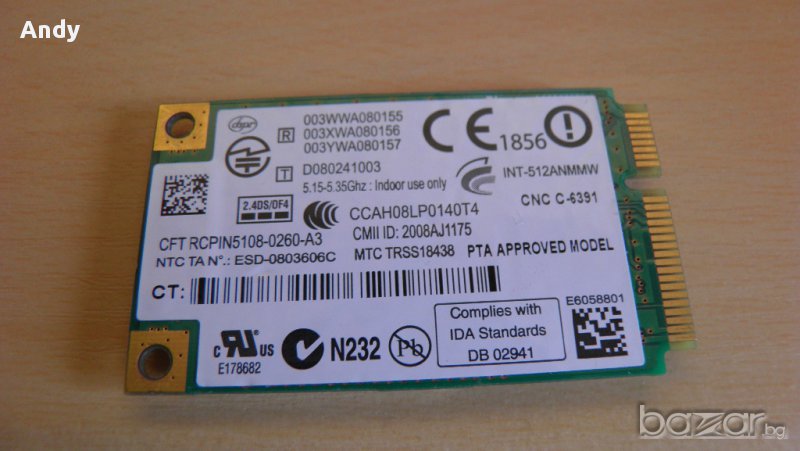 Andy
003WWA080155
R 003XWA080156
003YWA080157
CE 1856
T D080241003
5.15-5.35Ghz : Indoor use only
INT-512ANMMW
2.4DS/OF4
CCAH08LP0140T4
CNC C-6391
CFT RCPIN5108-0260-A3
CMII ID: 2008AJ1175
NTC TA N°.: ESD-0803606C
MTC TRSS18438 PTA APPROVED MODEL
CT:
E6058801
Complies with
IDA Standards
DB 02941
c RU US
E178682
N232
Pb
bazar.bg